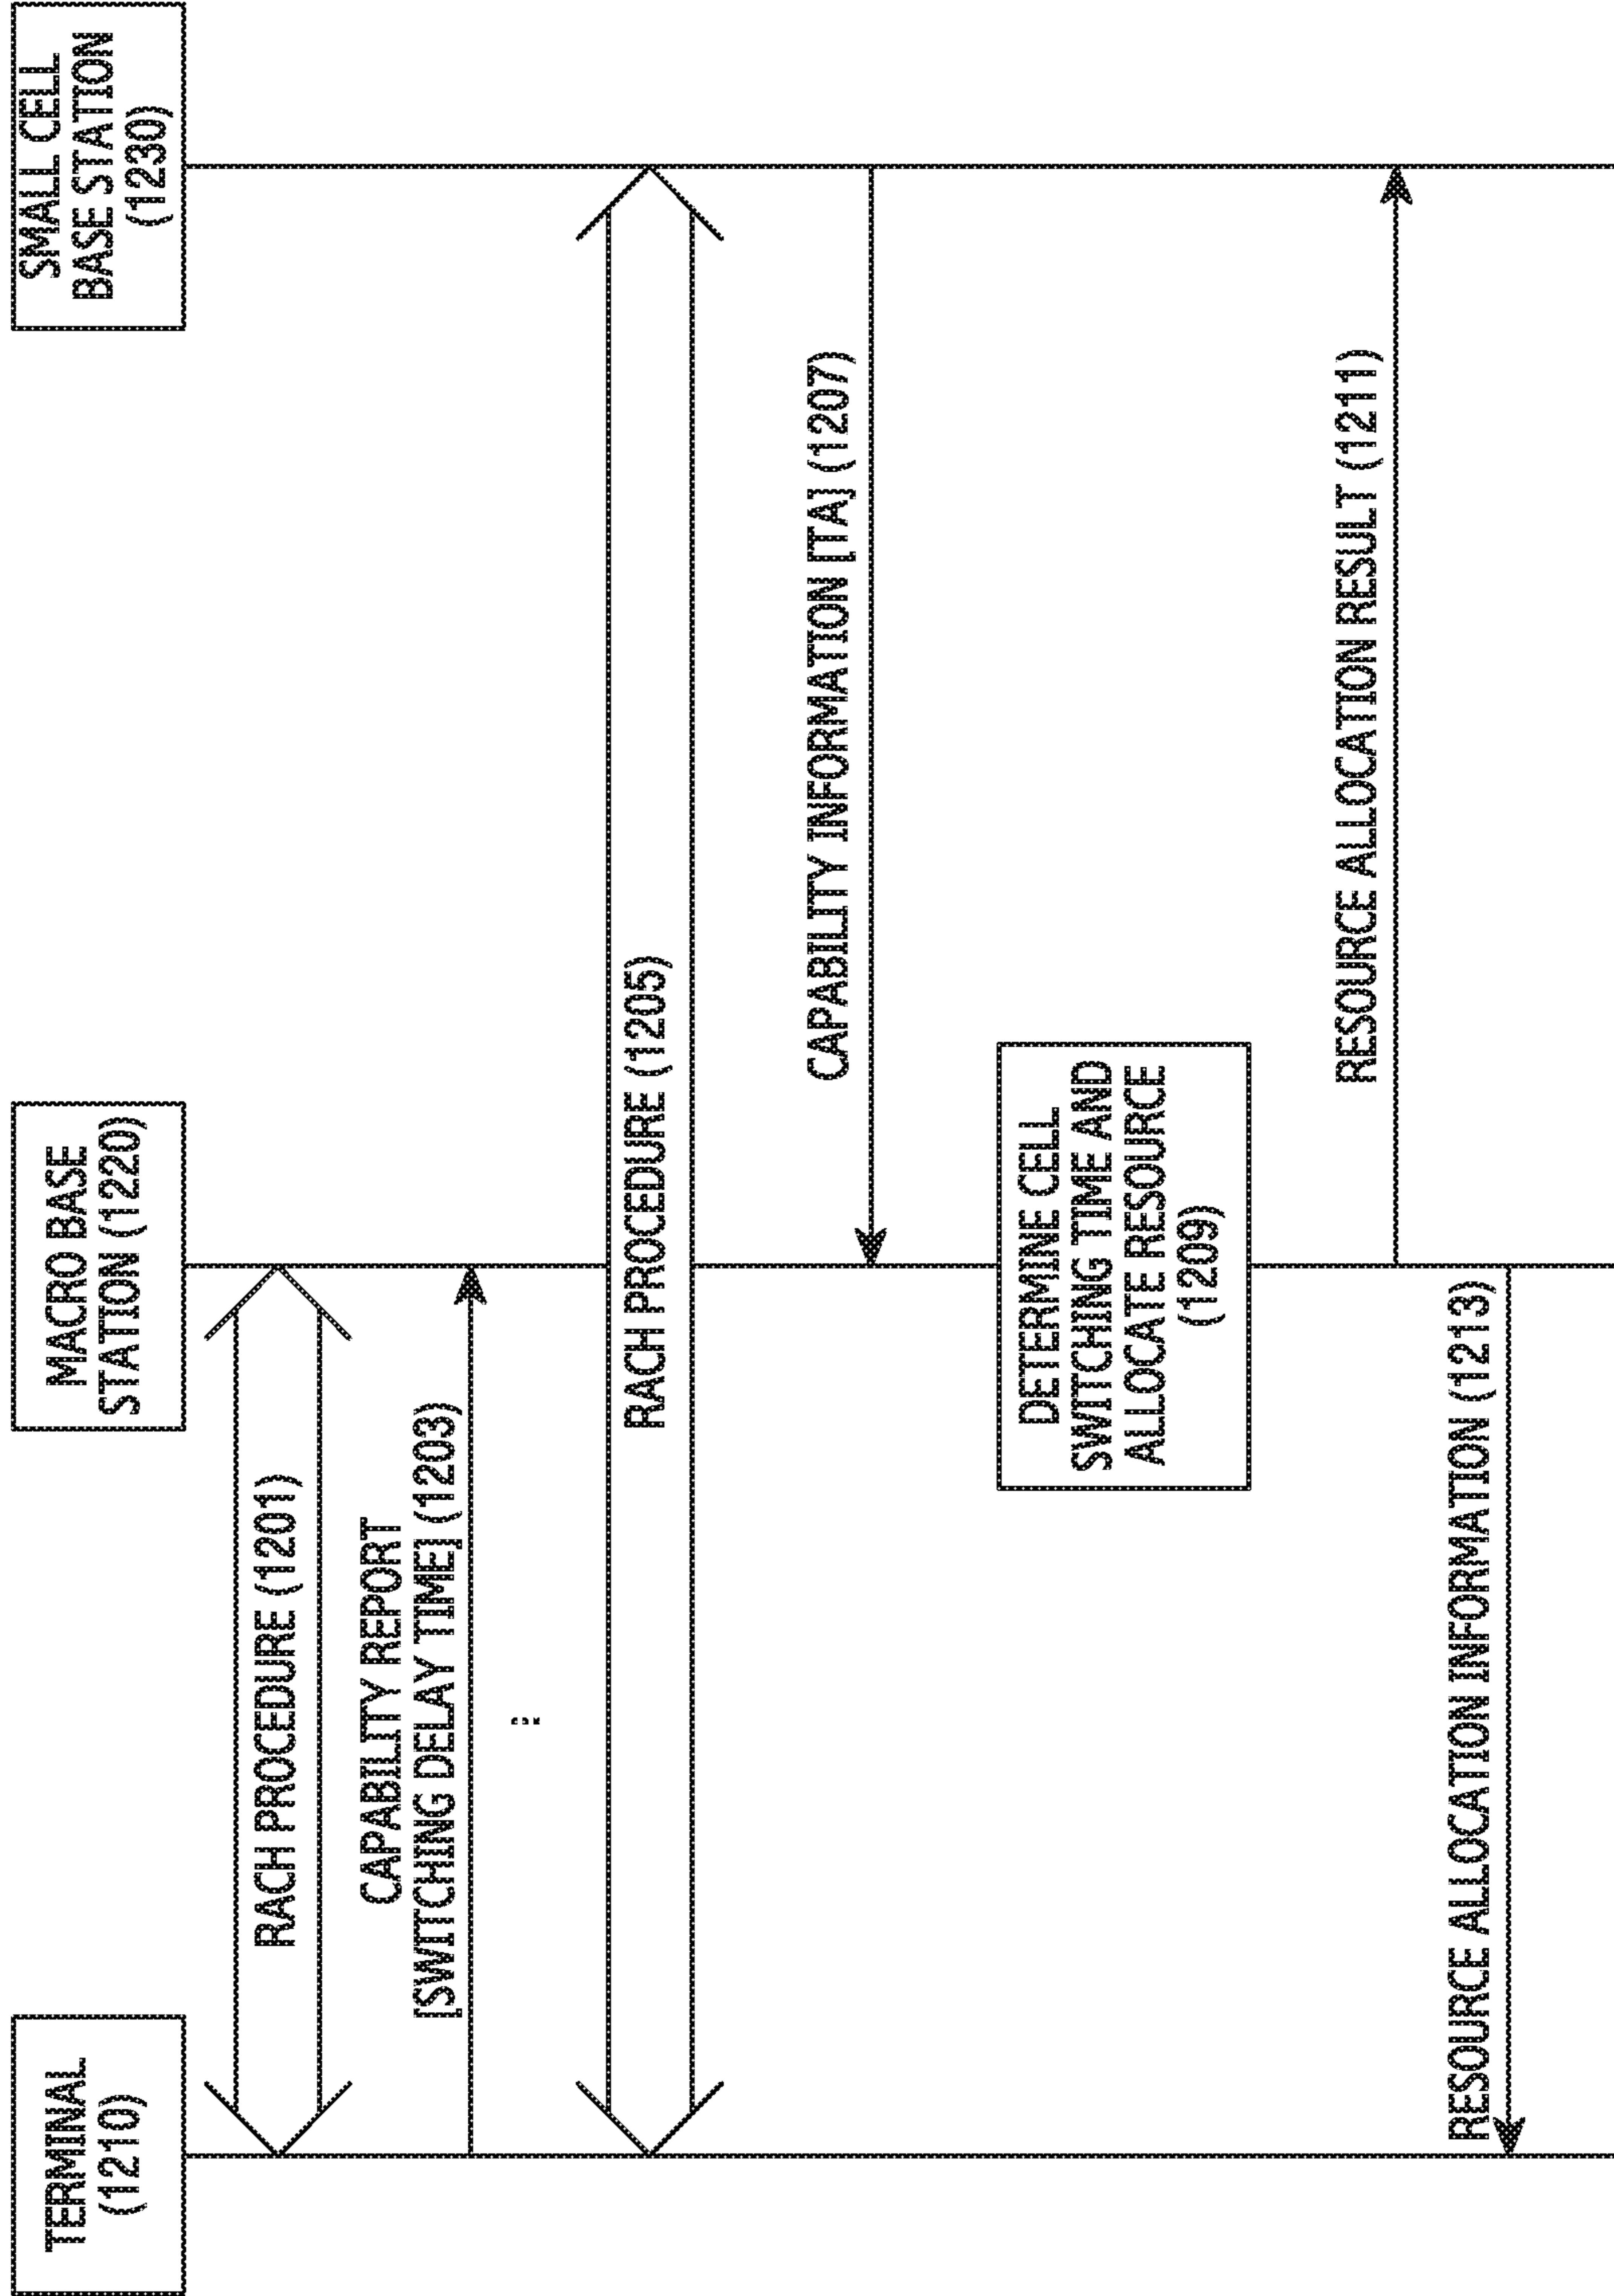 TERMINAL
(1210)
MACRO BASE
STATION (1220)
SMALL CELL
BASE STATION
(1230)
RACH PROCEDURE (1201)
CAPABILITY REPORT
[SWITCHING DELAY TIME] (1203)
...
RACH PROCEDURE (1205)
CAPABILITY INFORMATION [TA] (1207)
DETERMINE CELL
SWITCHING TIME AND
ALLOCATE RESOURCE
(1209)
RESOURCE ALLOCATION RESULT (1211)
RESOURCE ALLOCATION INFORMATION (1213)